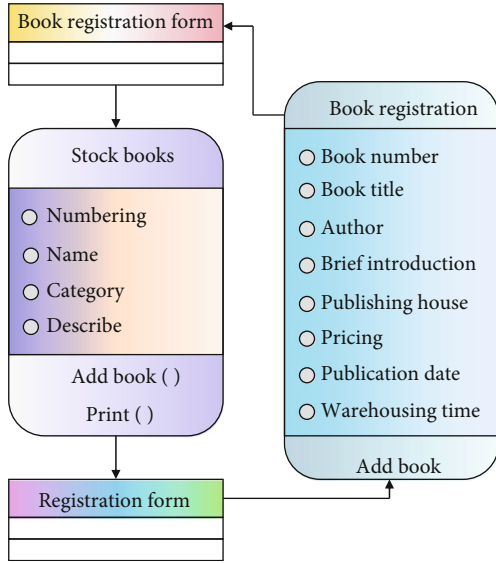 Book registration form
Stock books
Numbering
Name
Category
Describe
Add book ( )
Print ( )
Registration form
Book registration
Book number
Book title
Author
Brief introduction
Publishing house
Pricing
Publication date
Warehousing time
Add book